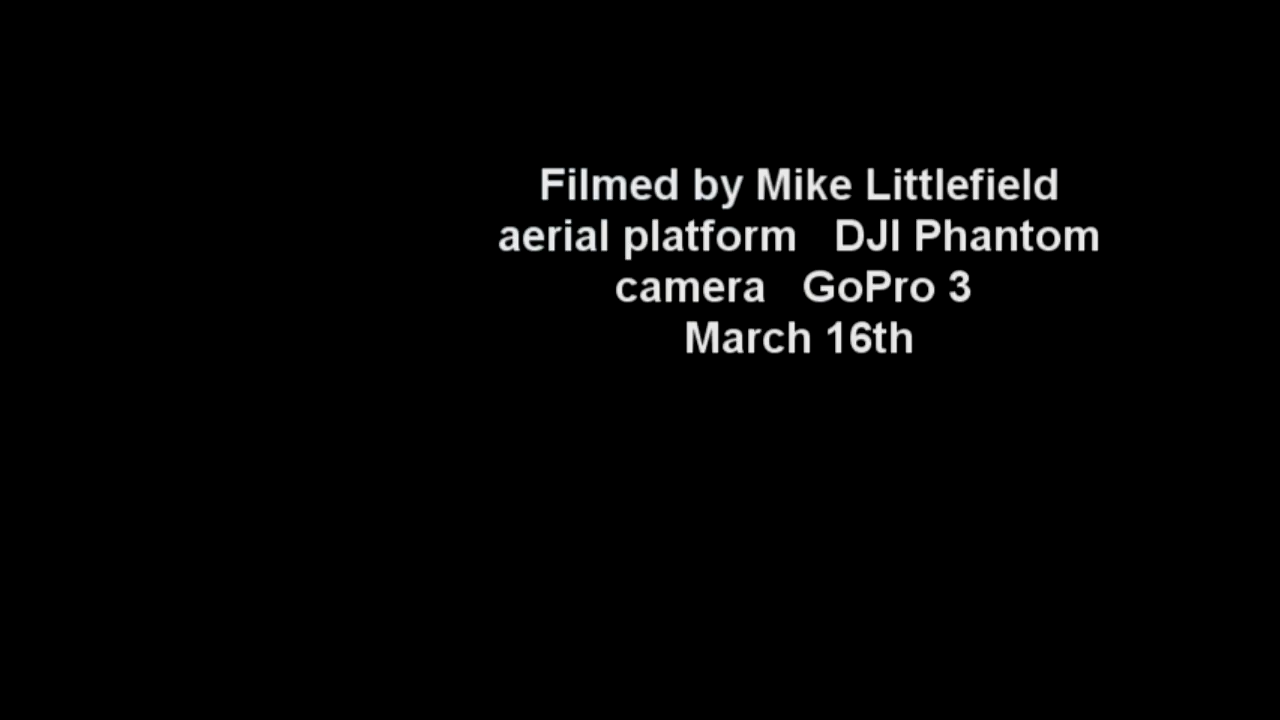 Filmed by Mike Littlefield
aerial platform   DJI Phantom
camera   GoPro 3
March 16th